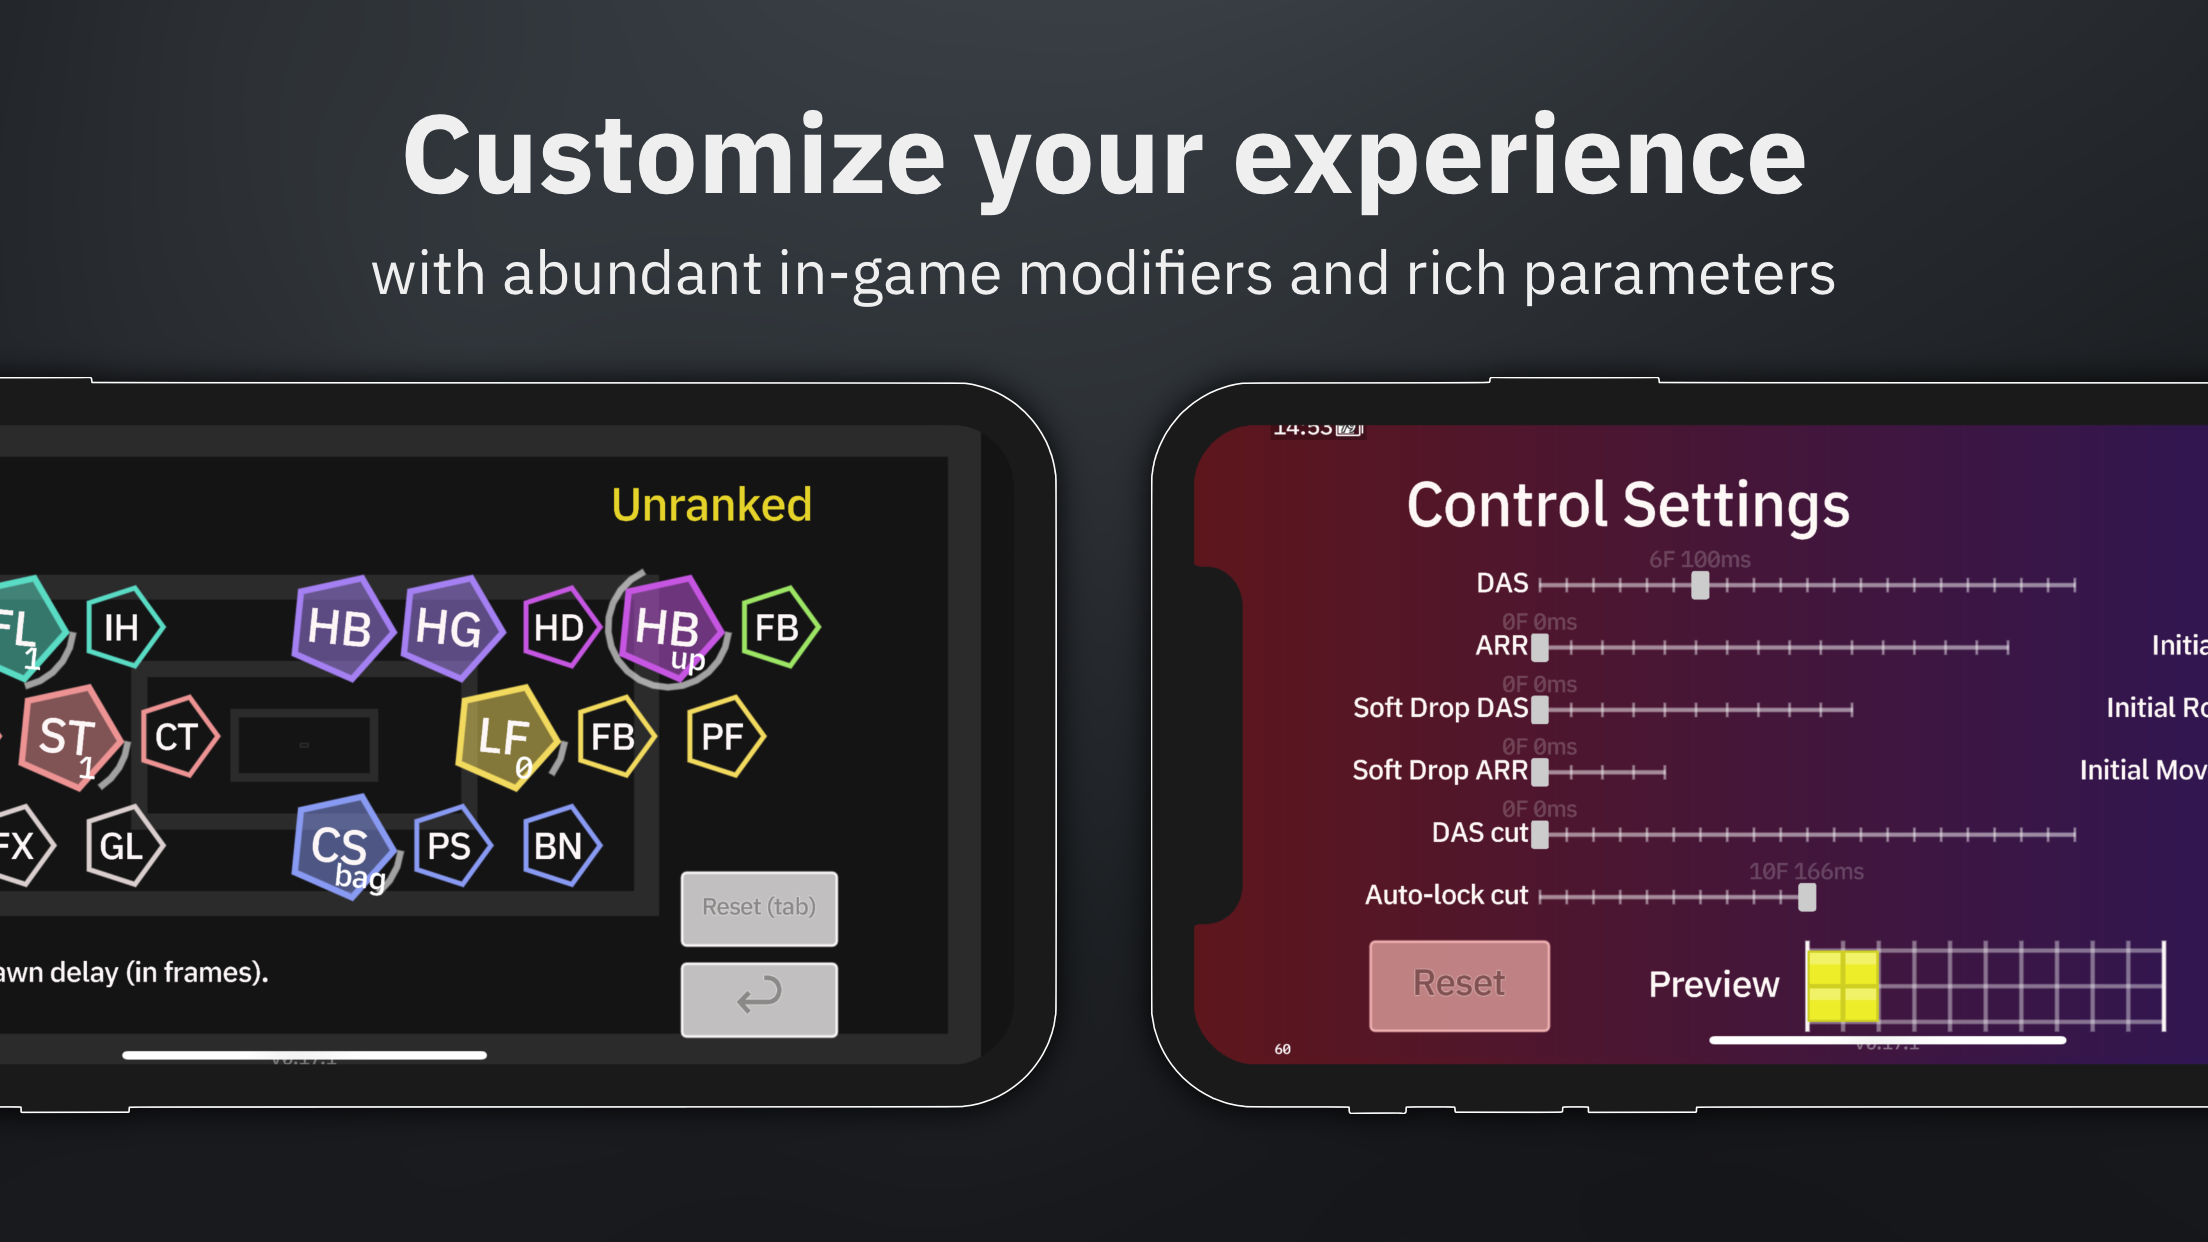 Customize your experience
with abundant in-game modifiers and rich parameters
Unranked
FL 1 IH HB HG HD HB up FB
ST 1 CT LF 0 FB PF
FX GL CS bag PS BN
Reset (tab)
awn delay (in frames).
14:53
Control Settings
6F 100ms
DAS
0F 0ms
ARR
Initia
0F 0ms
Soft Drop DAS
Initial Ro
0F 0ms
Soft Drop ARR
Initial Mov
0F 0ms
DAS cut
10F 166ms
Auto-lock cut
Reset
Preview
60